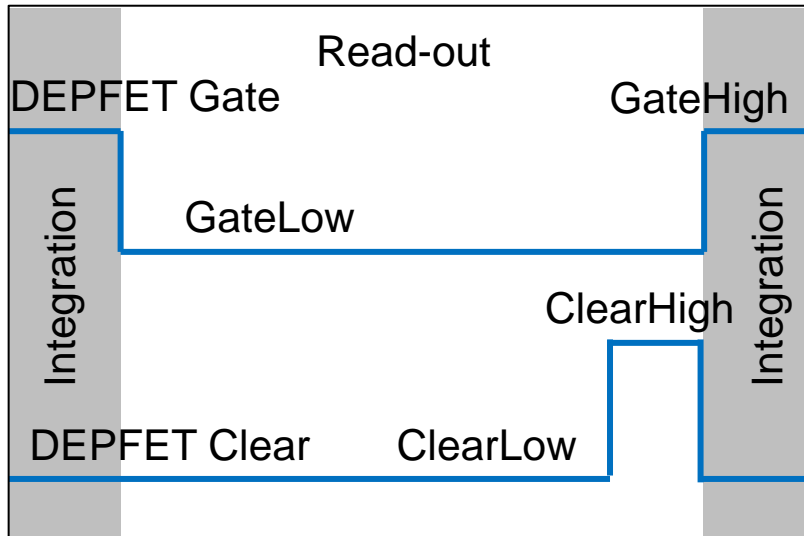 Read-out
DEPFET Gate
GateHigh
Integration
GateLow
Integration
ClearHigh
DEPFET Clear
ClearLow